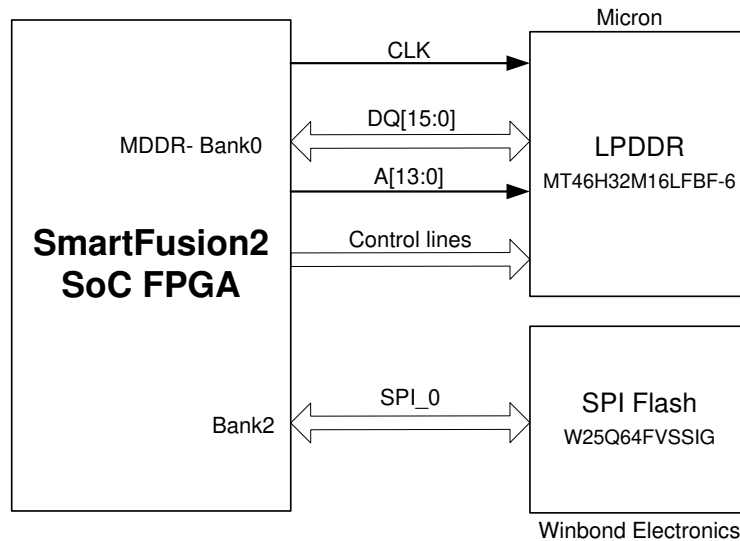 Micron
CLK
DQ[15:0]
MDDR- Bank0
LPDDR
MT46H32M16LFBF-6
A[13:0]
SmartFusion2
SoC FPGA
Control lines
SPI_0
Bank2
SPI Flash
W25Q64FVSSIG
Winbond Electronics